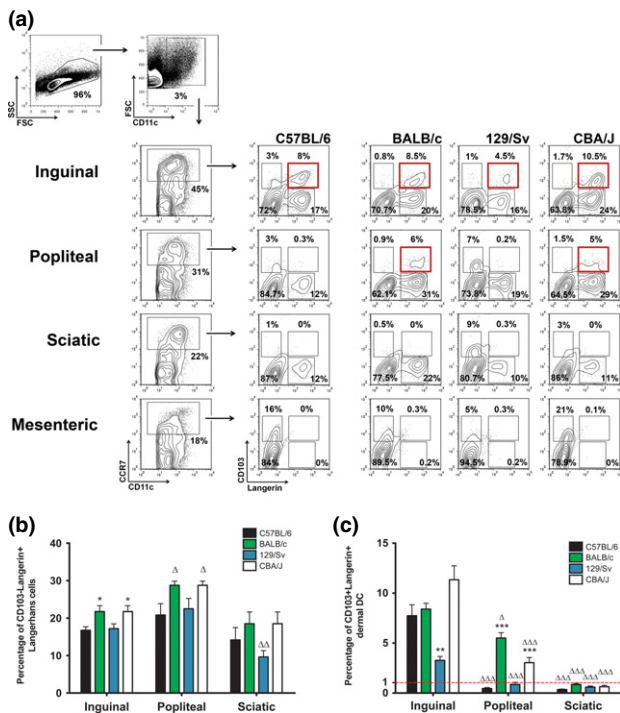 (a)
SSC
FSC
96%
FSC
CD11c
3%
C57BL/6 BALB/c 129/Sv CBA/J
Inguinal
45%
3% 8%
72% 17%
0.8% 8.5%
70.7% 20%
1% 4.5%
78.5% 16%
1.7% 10.5%
63.8% 24%
Popliteal
31%
3% 0.3%
84.7% 12%
0.9% 6%
62.1% 31%
7% 0.2%
73.8% 19%
1.5% 5%
64.5% 29%
Sciatic
22%
1% 0%
87% 12%
0.5% 0%
77.5% 22%
9% 0.3%
80.7% 10%
3% 0%
86% 11%
Mesenteric
18%
16% 0%
84% 0%
10% 0.3%
89.5% 0.2%
5% 0.3%
94.5% 0.2%
21% 0.1%
78.9% 0%
CCR7
CD11c
CD103
Langerin
(b)
Percentage of CD103-Langerin+
Langerhans cells
40
30
20
10
0
C57BL/6
BALB/c
129/Sv
CBA/J
* * Δ Δ ΔΔ
Inguinal Popliteal Sciatic
(c)
Percentage of CD103+Langerin+
dermal DC
15
10
5
1
0
C57BL/6
BALB/c
129/Sv
CBA/J
**
ΔΔΔ
Δ
***
ΔΔΔ
ΔΔΔ
***
ΔΔΔ ΔΔΔ ΔΔΔ ΔΔΔ
Inguinal Popliteal Sciatic